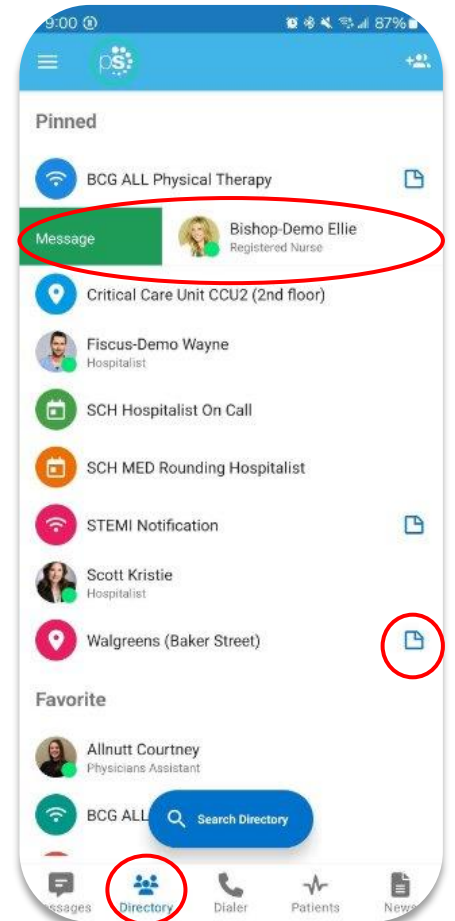 9:00
87%
ps
Pinned
BCG ALL Physical Therapy
Message
Bishop-Demo Ellie
Registered Nurse
Critical Care Unit CCU2 (2nd floor)
Fiscus-Demo Wayne
Hospitalist
SCH Hospitalist On Call
SCH MED Rounding Hospitalist
STEMI Notification
Scott Kristie
Hospitalist
Walgreens (Baker Street)
Favorite
Allnutt Courtney
Physicians Assistant
BCG ALL
Search Directory
ssages Directory Dialer Patients News